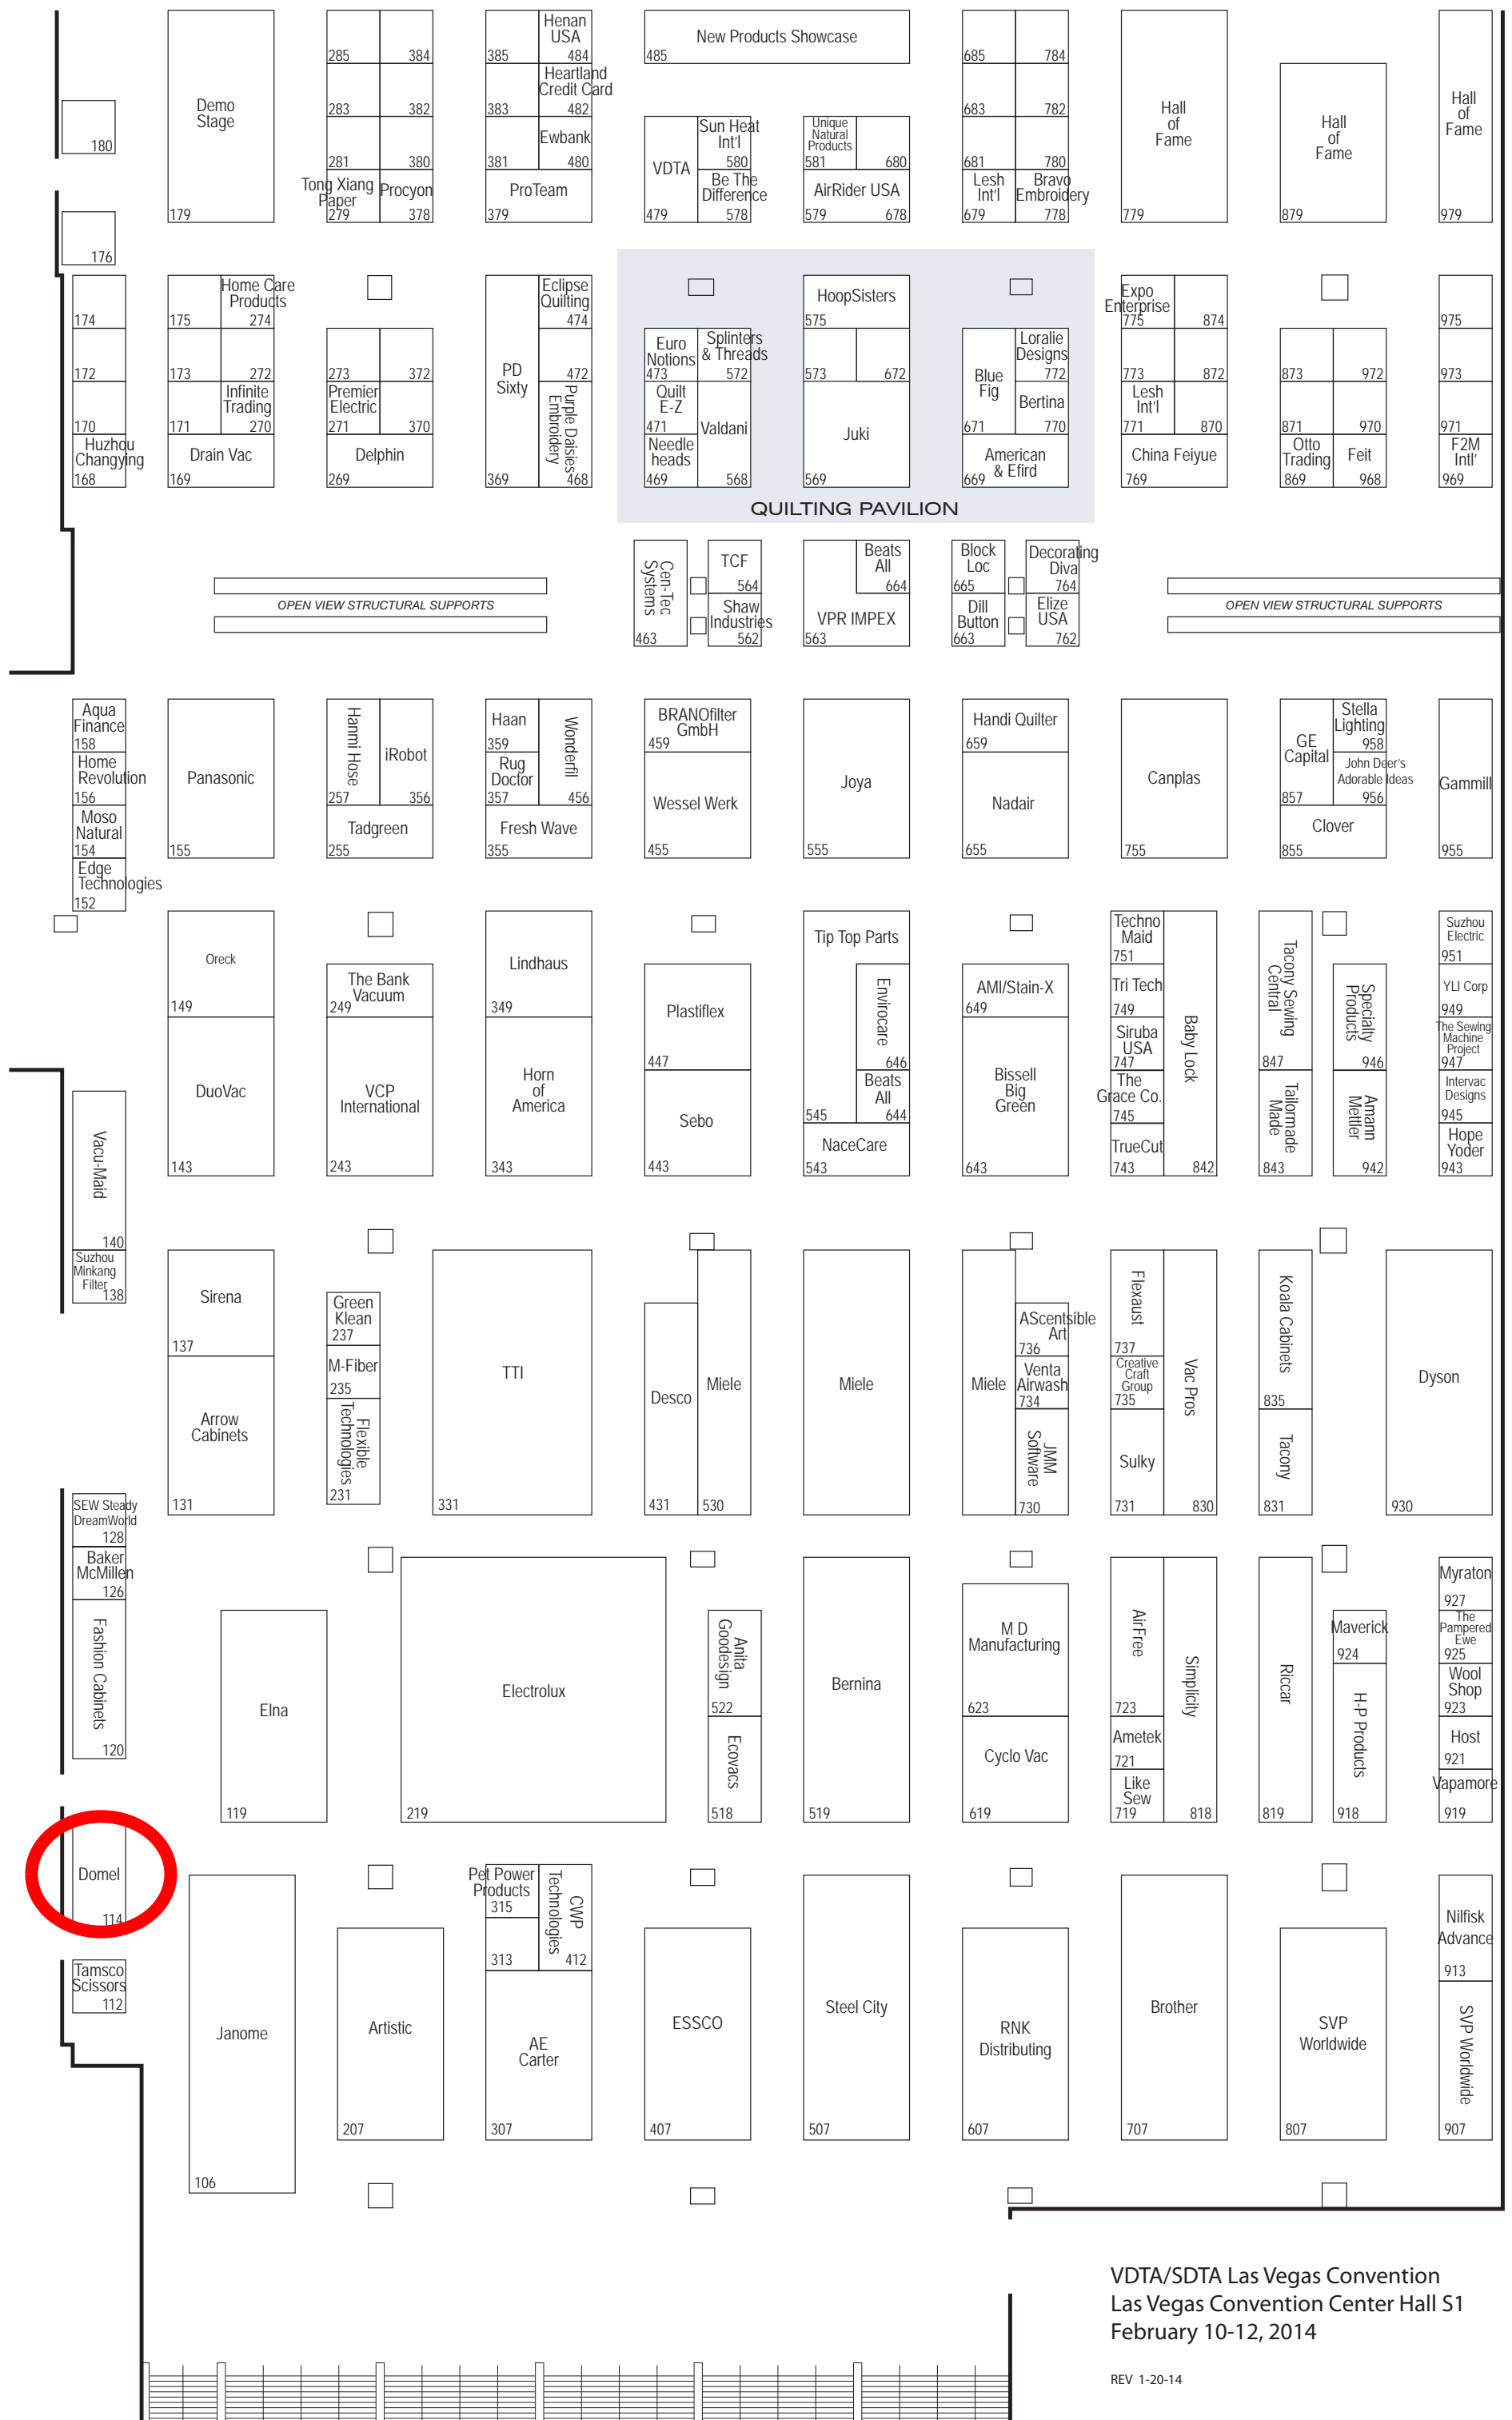 Demo
Stage
179
180
176
285
384
283
382
281
380
Tong Xiang
Paper
279
Procyon
378
385
Henan
USA
484
383
Heartland
Credit Card
482
381
Ewbank
480
ProTeam
379
New Products Showcase
485
VDTA
479
Sun Heat
Int'l
580
Be The
Difference
578
Unique
Natural
Products
581
680
AirRider USA
579
678
685
784
683
782
681
780
Lesh
Int'l
679
Bravo
Embroidery
778
Hall
of
Fame
779
Hall
of
Fame
879
Hall
of
Fame
979
174
172
170
Huzhou
Changying
168
175
Home Care
Products
274
173
272
171
Infinite
Trading
270
Drain Vac
169
273
372
Premier
Electric
271
370
Delphin
269
PD
Sixty
369
Eclipse
Quilting
474
472
Purple Daisies
Embroidery
468
Euro
Notions
473
Splinters
& Threads
572
Quilt
E-Z
471
Valdani
568
Needle
heads
469
HoopSisters
575
573
672
Juki
569
Blue
Fig
671
Loralie
Designs
772
Bertina
770
American
& Efird
669
QUILTING PAVILION
Expo
Enterprise
775
874
773
872
Lesh
Int'l
771
870
China Feiyue
769
873
972
871
970
Otto
Trading
869
Feit
968
975
973
971
F2M
Intl'
969
OPEN VIEW STRUCTURAL SUPPORTS
Cen-Tec
Systems
463
TCF
564
Shaw
Industries
562
Beats
All
664
VPR IMPEX
563
Block
Loc
665
Decorating
Diva
764
Dill
Button
663
Elize
USA
762
OPEN VIEW STRUCTURAL SUPPORTS
Aqua
Finance
158
Home
Revolution
156
Moso
Natural
154
Edge
Technologies
152
Panasonic
155
Hanmi Hose
257
iRobot
356
Tadgreen
255
Haan
359
Rug
Doctor
357
Wonderfil
456
Fresh Wave
355
BRANOfilter
GmbH
459
Wessel Werk
455
Joya
555
Handi Quilter
659
Nadair
655
Canplas
755
GE
Capital
857
Stella
Lighting
958
John Deer's
Adorable Ideas
956
Clover
855
Gammill
955
Oreck
149
DuoVac
143
The Bank
Vacuum
249
VCP
International
243
Lindhaus
349
Horn
of
America
343
Plastiflex
447
Sebo
443
Tip Top Parts
545
Envirocare
646
Beats
All
644
NaceCare
543
AMI/Stain-X
649
Bissell
Big
Green
643
Techno
Maid
751
Tri Tech
749
Siruba
USA
747
The
Grace Co.
745
TrueCut
743
Baby Lock
842
Tacony Sewing
Central
847
Tailormade
Made
843
Specialty
Products
946
Amann
Mettler
942
Suzhou
Electric
951
YLI Corp
949
The Sewing
Machine
Project
947
Intervac
Designs
945
Hope
Yoder
943
Vacu-Maid
140
Suzhou
Minkang
Filter
138
Sirena
137
Arrow
Cabinets
131
Green
Klean
237
M-Fiber
235
Flexible
Technologies
231
TTI
331
Desco
431
Miele
530
Miele
Miele
AScentsible
Art
736
Venta
Airwash
734
JMM
Software
730
Flexaust
737
Creative
Craft
Group
735
Sulky
731
Vac Pros
830
Koala Cabinets
835
Tacony
831
Dyson
930
SEW Steady
DreamWorld
128
Baker
McMillen
126
Fashion Cabinets
120
Elna
119
Electrolux
219
Anita
Goodesign
522
Ecovacs
518
Bernina
519
M D
Manufacturing
623
Cyclo Vac
619
AirFree
723
Ametek
721
Like
Sew
719
Simplicity
818
Riccar
819
Maverick
924
H-P Products
918
Myraton
927
The
Pampered
Ewe
925
Wool
Shop
923
Host
921
Vapamore
919
Domel
114
Tamsco
Scissors
112
Janome
106
Artistic
207
Pet Power
Products
315
313
CWP
Technologies
412
AE
Carter
307
ESSCO
407
Steel City
507
RNK
Distributing
607
Brother
707
SVP
Worldwide
807
Nilfisk
Advance
913
SVP Worldwide
907
VDTA/SDTA Las Vegas Convention
Las Vegas Convention Center Hall S1
February 10-12, 2014
REV 1-20-14